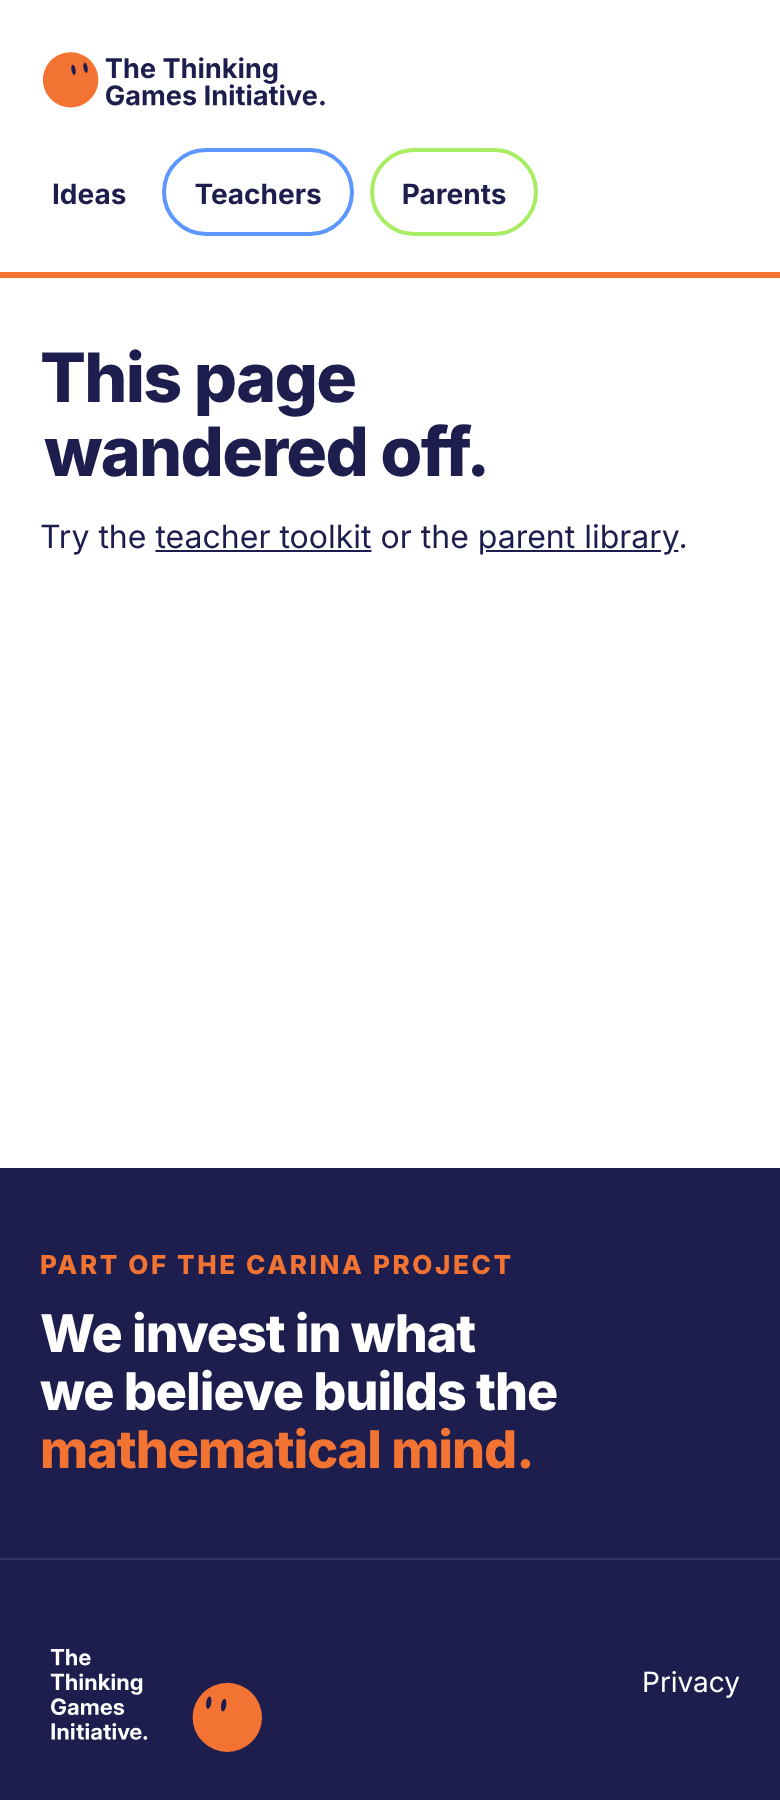 The Thinking
Games Initiative.
Ideas
Teachers
Parents
This page
wandered off.
Try the teacher toolkit or the parent library.
PART OF THE CARINA PROJECT
We invest in what
we believe builds the
mathematical mind.
The
Thinking
Games
Initiative.
Privacy